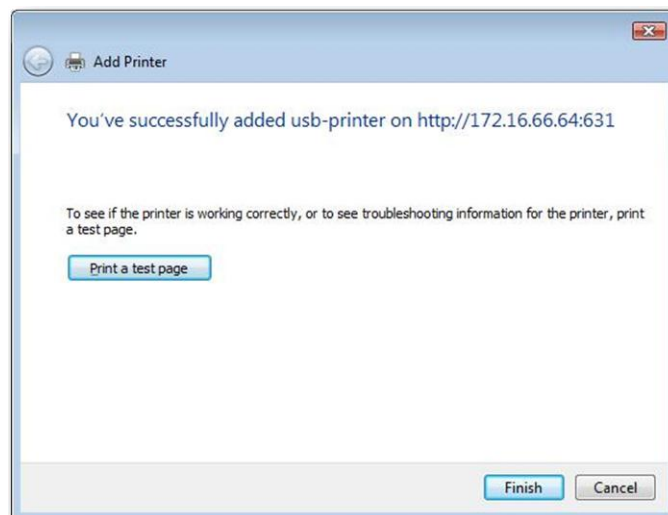 Add Printer
You've successfully added usb-printer on http://172.16.66.64:631
To see if the printer is working correctly, or to see troubleshooting information for the printer, print
a test page.
Print a test page
Finish Cancel